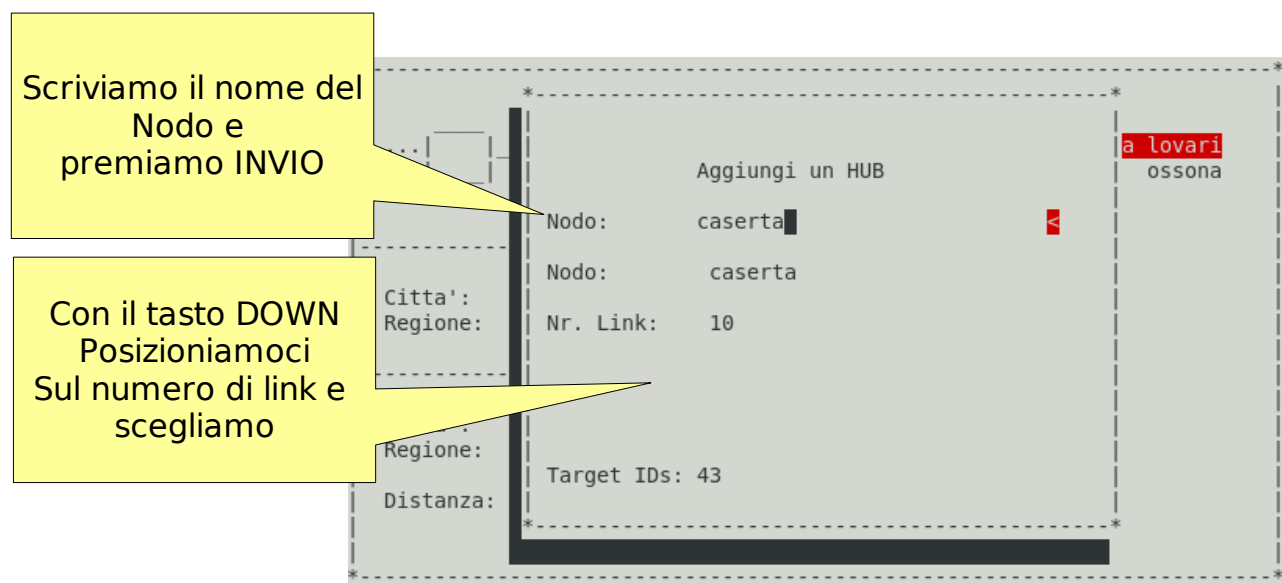 Scriviamo il nome del
Nodo e
premiamo INVIO
Con il tasto DOWN
Posizioniamoci
Sul numero di link e
scegliamo
a lovari
ossona
Aggiungi un HUB
Nodo: caserta <
Nodo: caserta
Nr. Link: 10
Target IDs: 43
Citta':
Regione:
Regione:
Distanza: